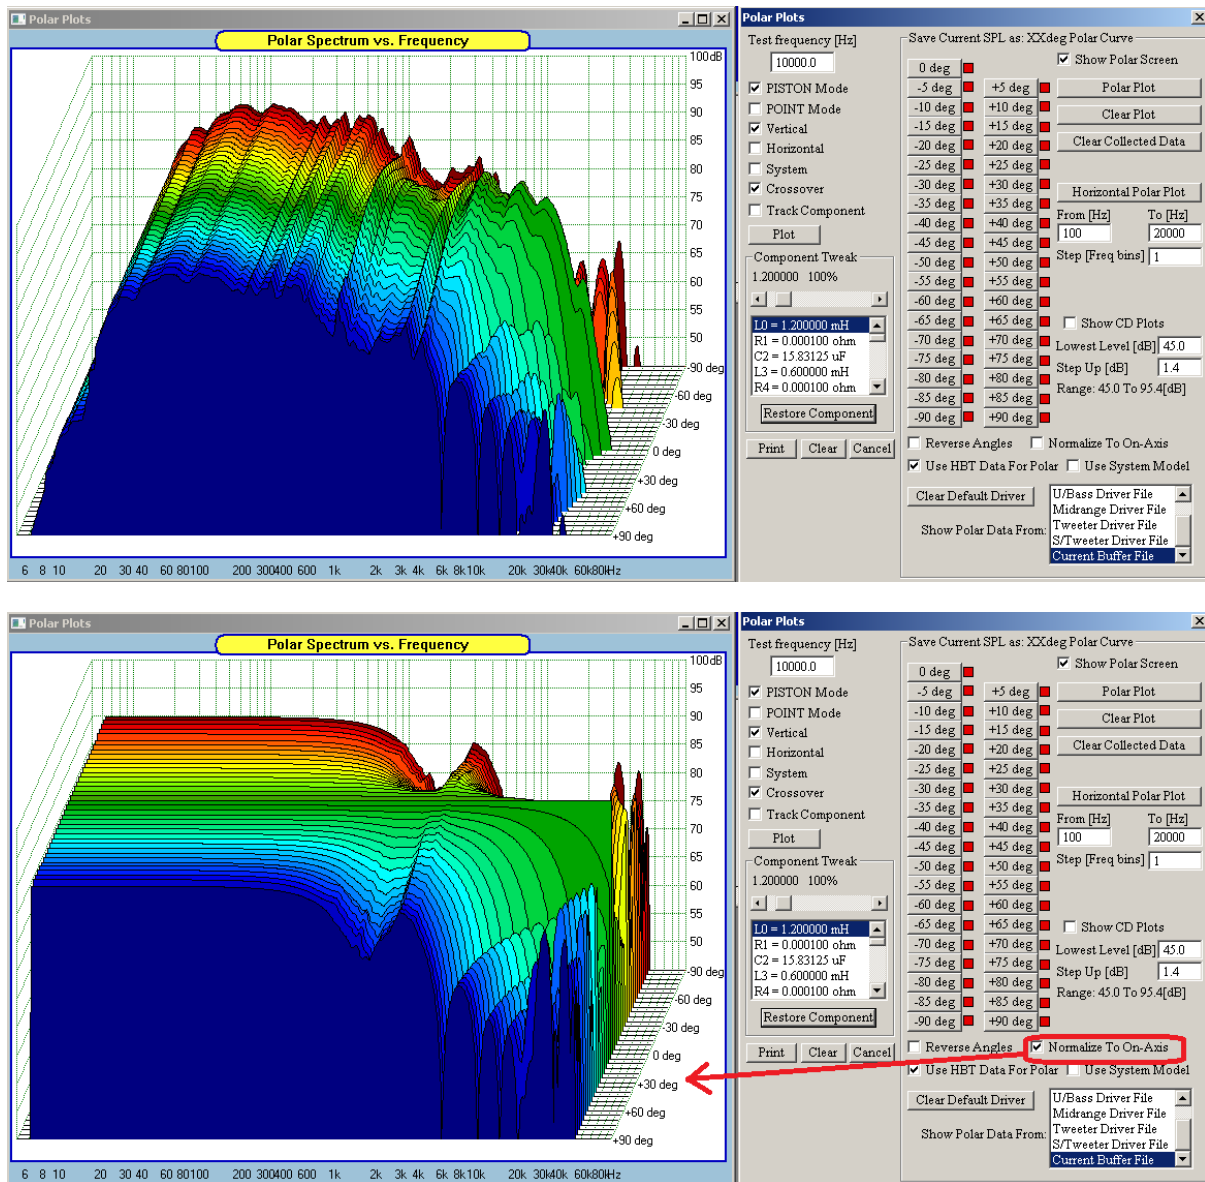 Polar Plots
Polar Spectrum vs. Frequency
100dB
95
90
85
80
75
70
65
60
55
50
-90 deg
-60 deg
-30 deg
0 deg
+30 deg
+60 deg
+90 deg
6 8 10 20 30 40 60 80100 200 300400 600 1k 2k 3k 4k 6k 8k10k 20k 30k40k 60k80kHz
Polar Plots
Test frequency [Hz]
10000.0
PISTON Mode
POINT Mode
Vertical
Horizontal
System
Crossover
Track Component
Plot
Component Tweak
1.200000 100%
L0 = 1.200000 mH
R1 = 0.000100 ohm
C2 = 15.83125 uF
L3 = 0.600000 mH
R4 = 0.000100 ohm
Restore Component
Print Clear Cancel
Save Current SPL as: XXdeg Polar Curve
0 deg
-5 deg +5 deg
-10 deg +10 deg
-15 deg +15 deg
-20 deg +20 deg
-25 deg +25 deg
-30 deg +30 deg
-35 deg +35 deg
-40 deg +40 deg
-45 deg +45 deg
-50 deg +50 deg
-55 deg +55 deg
-60 deg +60 deg
-65 deg +65 deg
-70 deg +70 deg
-75 deg +75 deg
-80 deg +80 deg
-85 deg +85 deg
-90 deg +90 deg
Show Polar Screen
Polar Plot
Clear Plot
Clear Collected Data
Horizontal Polar Plot
From [Hz] To [Hz]
100 20000
Step [Freq bins] 1
Show CD Plots
Lowest Level [dB] 45.0
Step Up [dB] 1.4
Range: 45.0 To 95.4[dB]
Reverse Angles Normalize To On-Axis
Use HBT Data For Polar Use System Model
Clear Default Driver
Show Polar Data From:
U/Bass Driver File
Midrange Driver File
Tweeter Driver File
S/Tweeter Driver File
Current Buffer File
Polar Plots
Polar Spectrum vs. Frequency
100dB
95
90
85
80
75
70
65
60
55
50
-90 deg
-60 deg
-30 deg
0 deg
+30 deg
+60 deg
+90 deg
6 8 10 20 30 40 60 80100 200 300400 600 1k 2k 3k 4k 6k 8k10k 20k 30k40k 60k80kHz
Polar Plots
Test frequency [Hz]
10000.0
PISTON Mode
POINT Mode
Vertical
Horizontal
System
Crossover
Track Component
Plot
Component Tweak
1.200000 100%
L0 = 1.200000 mH
R1 = 0.000100 ohm
C2 = 15.83125 uF
L3 = 0.600000 mH
R4 = 0.000100 ohm
Restore Component
Print Clear Cancel
Save Current SPL as: XXdeg Polar Curve
0 deg
-5 deg +5 deg
-10 deg +10 deg
-15 deg +15 deg
-20 deg +20 deg
-25 deg +25 deg
-30 deg +30 deg
-35 deg +35 deg
-40 deg +40 deg
-45 deg +45 deg
-50 deg +50 deg
-55 deg +55 deg
-60 deg +60 deg
-65 deg +65 deg
-70 deg +70 deg
-75 deg +75 deg
-80 deg +80 deg
-85 deg +85 deg
-90 deg +90 deg
Show Polar Screen
Polar Plot
Clear Plot
Clear Collected Data
Horizontal Polar Plot
From [Hz] To [Hz]
100 20000
Step [Freq bins] 1
Show CD Plots
Lowest Level [dB] 45.0
Step Up [dB] 1.4
Range: 45.0 To 95.4[dB]
Reverse Angles Normalize To On-Axis
Use HBT Data For Polar Use System Model
Clear Default Driver
Show Polar Data From:
U/Bass Driver File
Midrange Driver File
Tweeter Driver File
S/Tweeter Driver File
Current Buffer File